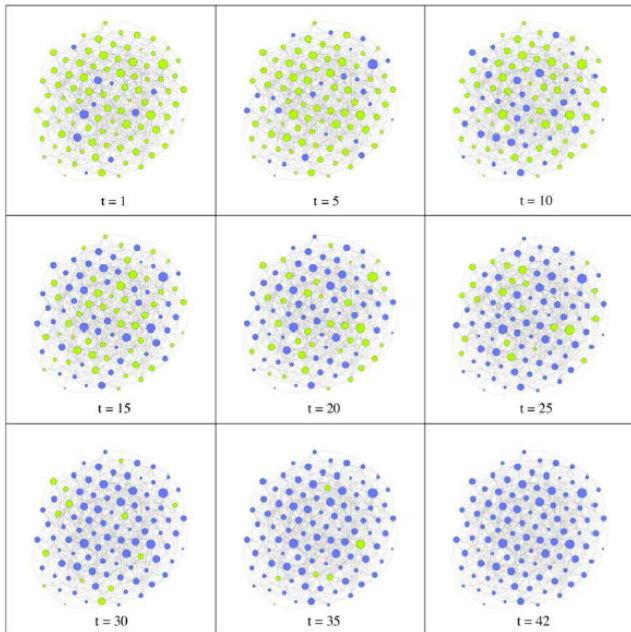 t = 1
t = 5
t = 10
t = 15
t = 20
t = 25
t = 30
t = 35
t = 42